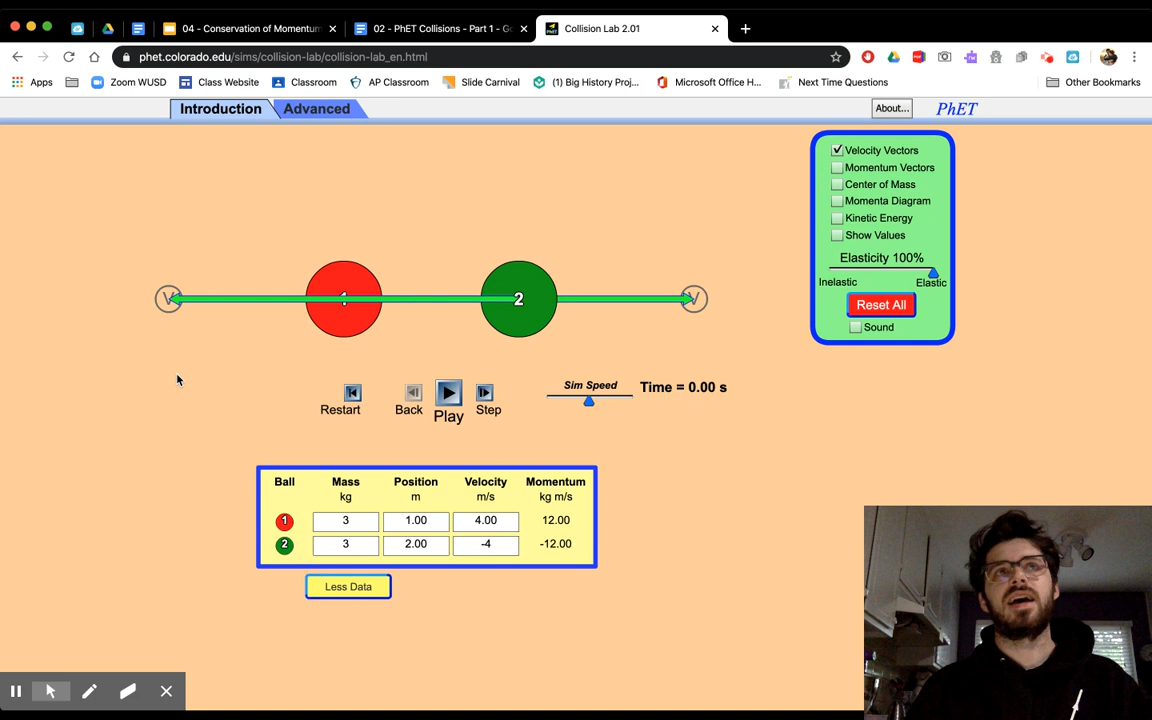 04 - Conservation of Momentum
02 - PhET Collisions - Part 1 - G
Collision Lab 2.01
phet.colorado.edu/sims/collision-lab/collision-lab_en.html
Apps
Zoom WUSD
Class Website
Classroom
AP Classroom
Slide Carnival
(1) Big History Proj...
Microsoft Office H...
Next Time Questions
Other Bookmarks
Introduction
Advanced
About...
PhET
Velocity Vectors
Momentum Vectors
Center of Mass
Momenta Diagram
Kinetic Energy
Show Values
Elasticity 100%
Inelastic
Elastic
Reset All
Sound
V
1
2
V
Restart
Back
Play
Step
Sim Speed
Time = 0.00 s
Ball Mass Position Velocity Momentum
kg m m/s kg m/s
1 3 1.00 4.00 12.00
2 3 2.00 -4 -12.00
Less Data